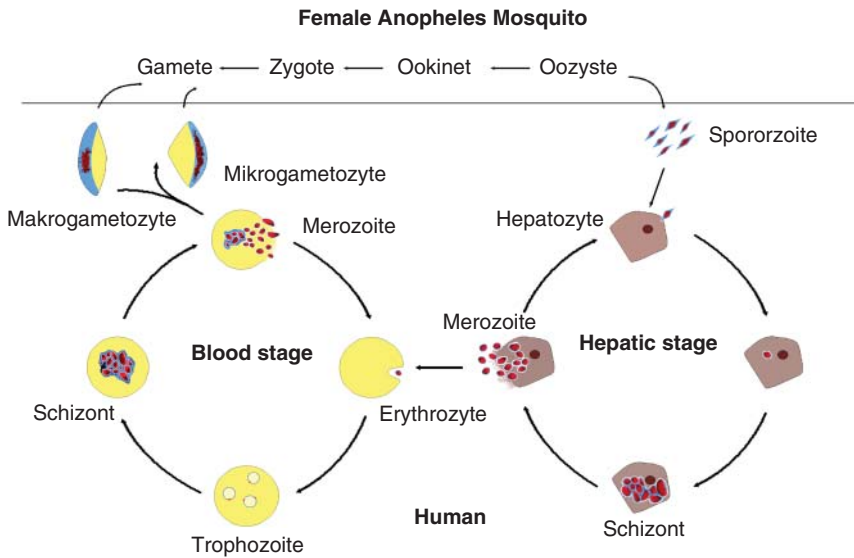 Female Anopheles Mosquito
Gamete Zygote Ookinet Oozyste
Spororzoite
Mikrogametozyte
Makrogametozyte
Merozoite
Hepatozyte
Merozoite
Blood stage
Hepatic stage
Schizont
Erythrozyte
Human
Schizont
Trophozoite